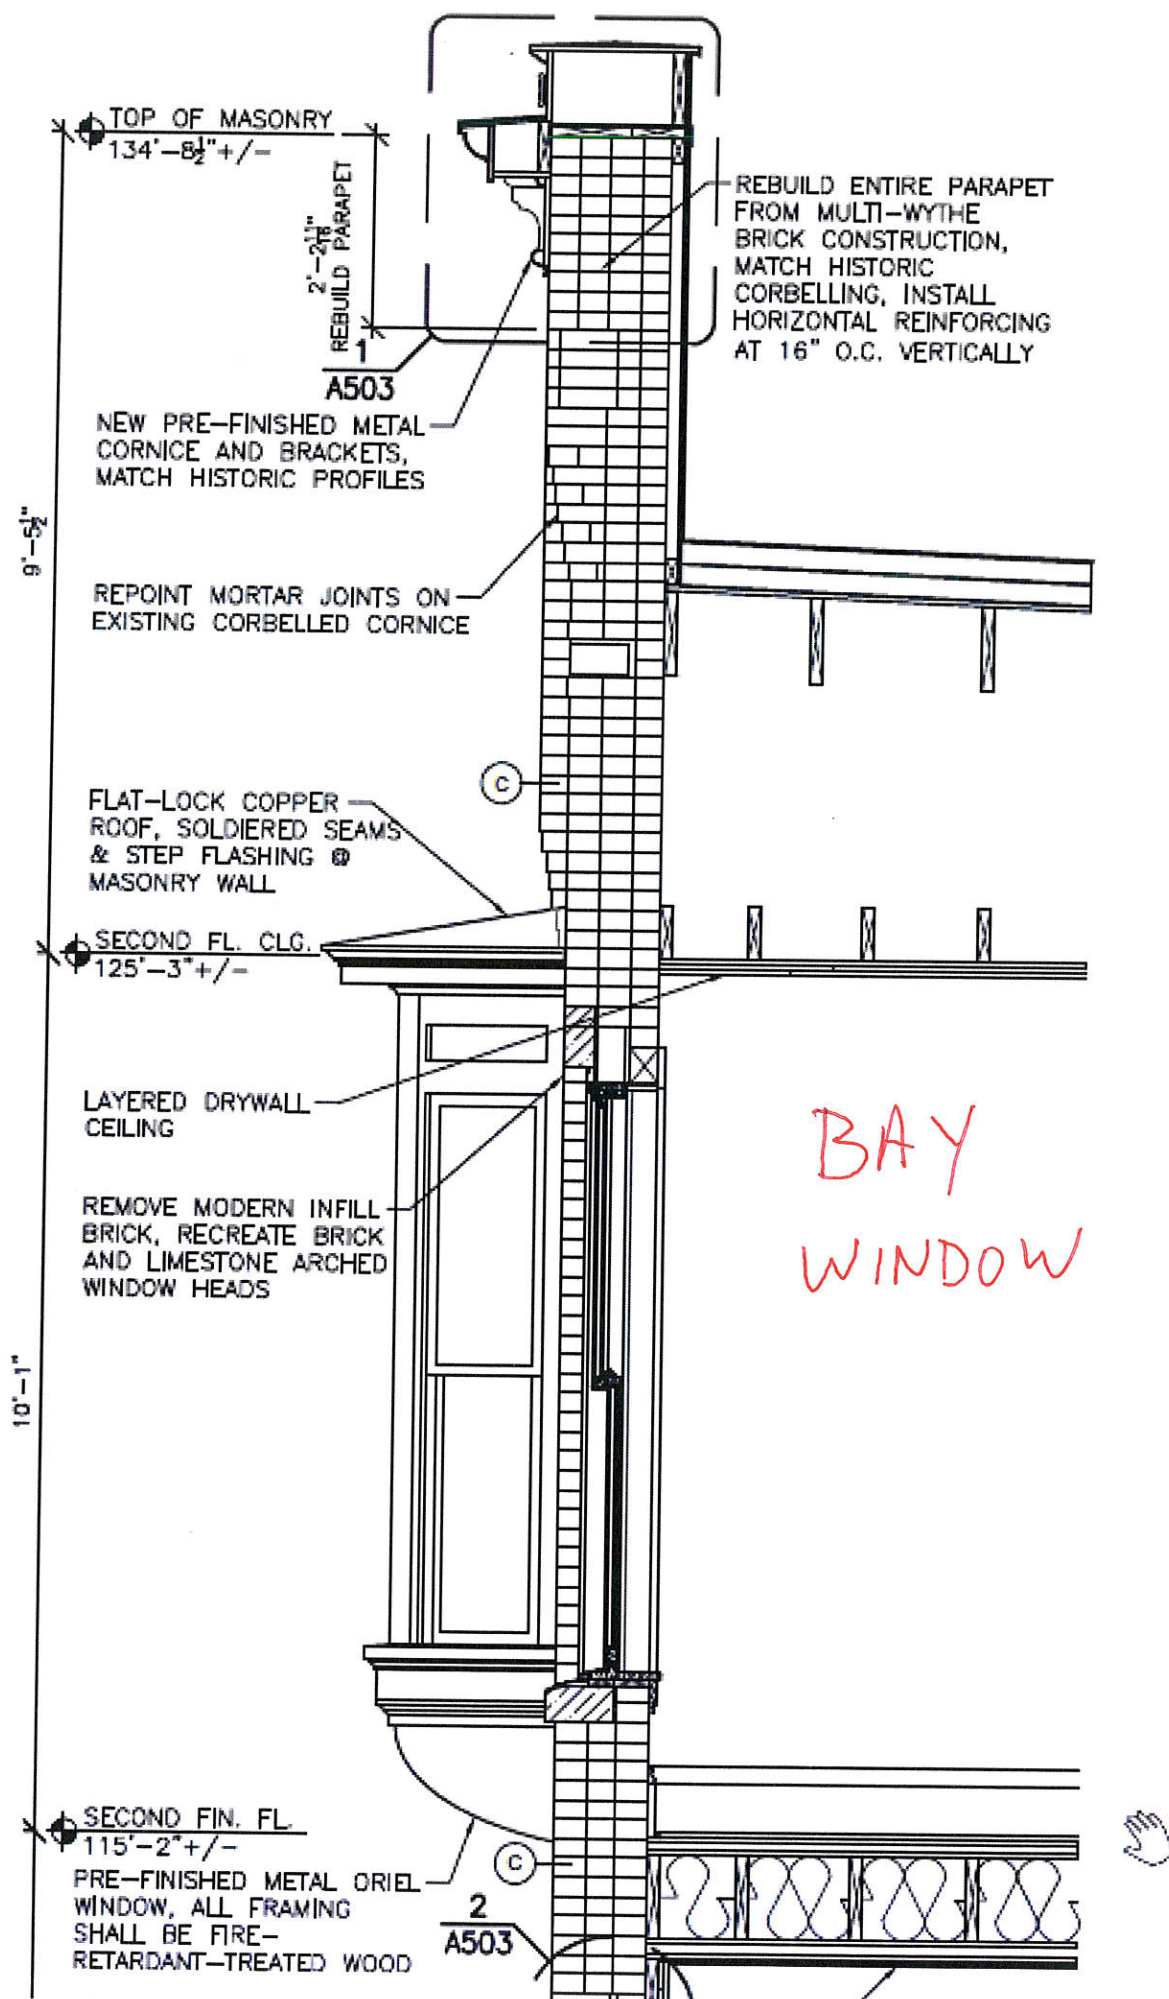 TOP OF MASONRY
134'-8½"+/-
2'-2 11/16"
REBUILD PARAPET
REBUILD ENTIRE PARAPET
FROM MULTI-WYTHE
BRICK CONSTRUCTION,
MATCH HISTORIC
CORBELLING, INSTALL
HORIZONTAL REINFORCING
AT 16" O.C. VERTICALLY
1
A503
NEW PRE-FINISHED METAL
CORNICE AND BRACKETS,
MATCH HISTORIC PROFILES
9'-5½"
REPOINT MORTAR JOINTS ON
EXISTING CORBELLED CORNICE
C
FLAT-LOCK COPPER
ROOF, SOLDIERED SEAMS
& STEP FLASHING @
MASONRY WALL
SECOND FL. CLG.
125'-3"+/-
LAYERED DRYWALL
CEILING
BAY
WINDOW
REMOVE MODERN INFILL
BRICK, RECREATE BRICK
AND LIMESTONE ARCHED
WINDOW HEADS
10'-1"
SECOND FIN. FL.
115'-2"+/-
C
PRE-FINISHED METAL ORIEL
WINDOW, ALL FRAMING
SHALL BE FIRE-
RETARDANT-TREATED WOOD
2
A503